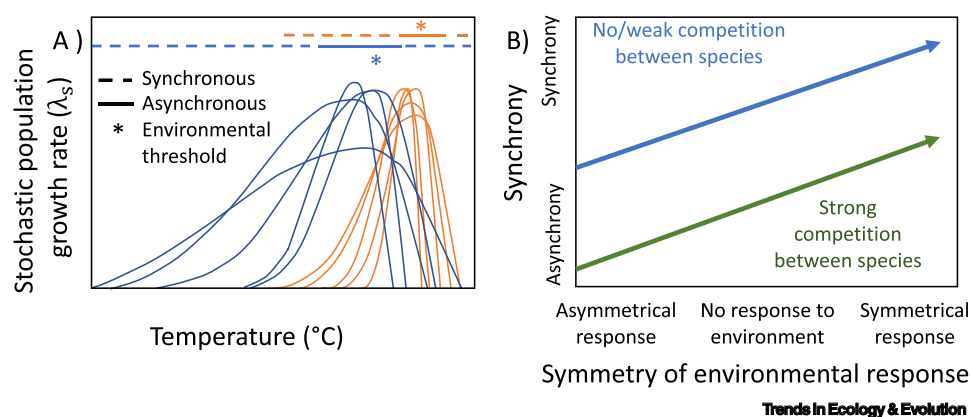 A )
Stochastic population
growth rate (λs)
Synchronous
Asynchronous
* Environmental
threshold
*
*
Temperature (°C)
B)
Synchrony
Synchrony
Asynchrony
No/weak competition
between species
Strong
competition
between species
Asymmetrical
response
No response to
environment
Symmetrical
response
Symmetry of environmental response
Trends in Ecology & Evolution